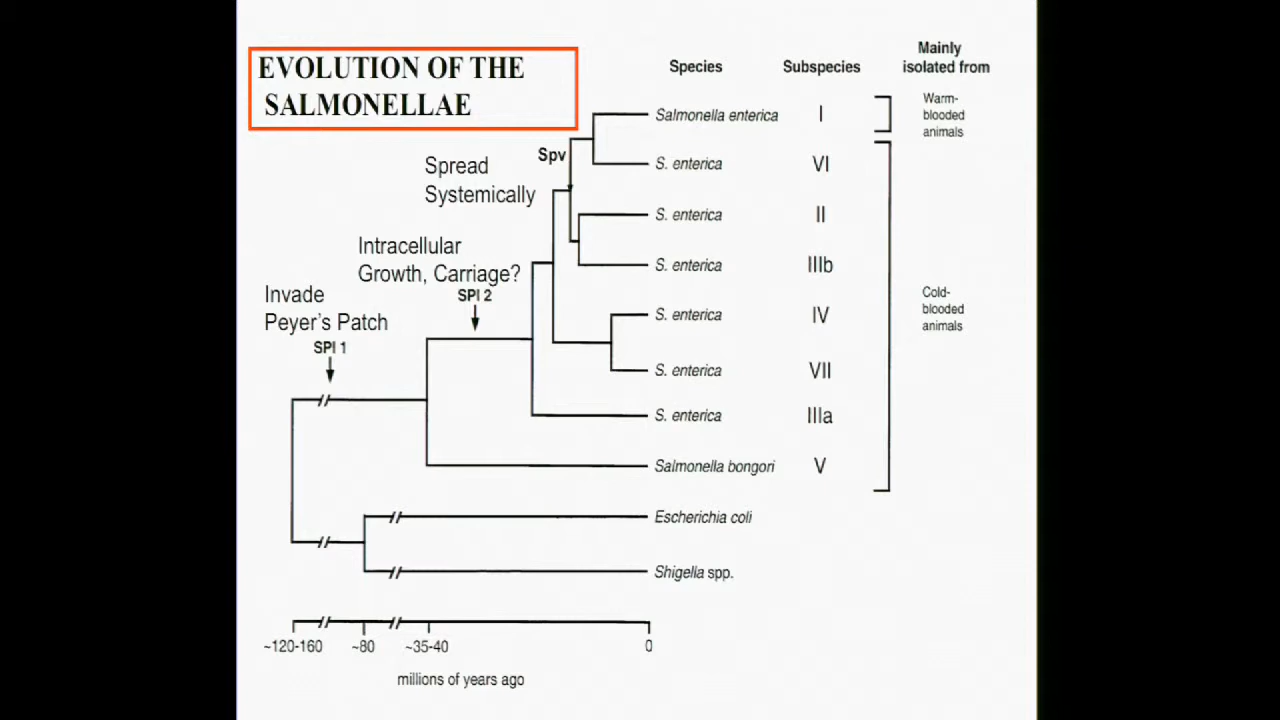 EVOLUTION OF THE
SALMONELLAE
Species
Subspecies
Mainly
isolated from
Salmonella enterica
I
Warm-
blooded
animals
Spv
S. enterica
VI
Spread
Systemically
S. enterica
II
Intracellular
Growth, Carriage?
SPI 2
S. enterica
IIIb
Invade
Peyer's Patch
SPI 1
S. enterica
IV
Cold-
blooded
animals
S. enterica
VII
S. enterica
IIIa
Salmonella bongori
V
Escherichia coli
Shigella spp.
~120-160
~80
~35-40
0
millions of years ago